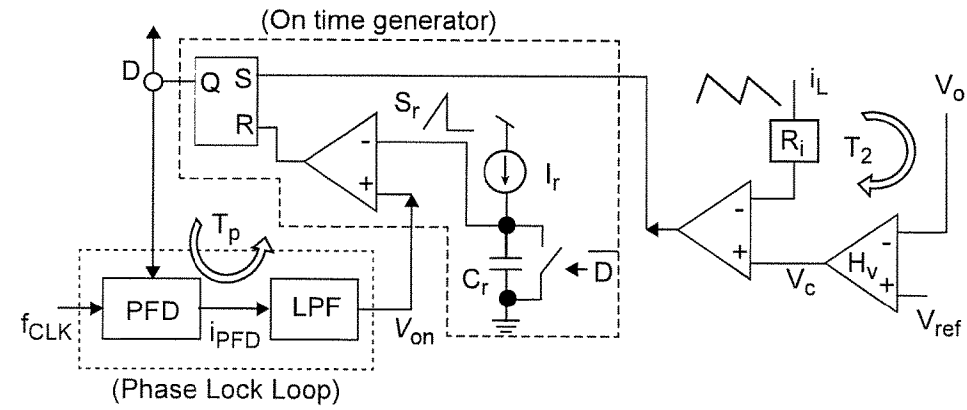 (On time generator)
D
Q
S
R
S_r
-
+
I_r
C_r
D̅
i_L
R_i
T_2
V_o
-
+
V_c
H_v
-
+
V_ref
T_p
PFD
LPF
f_CLK
i_PFD
V_on
(Phase Lock Loop)